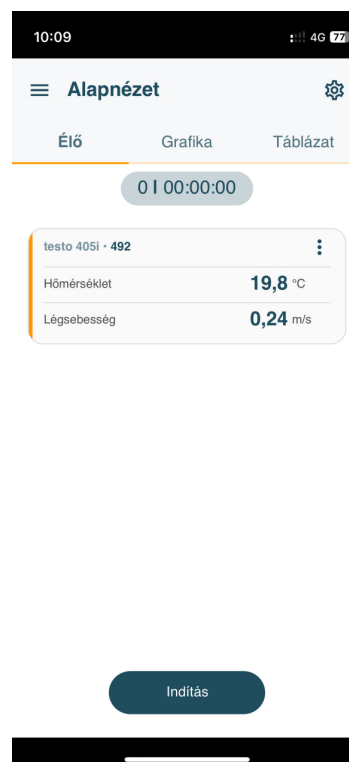 10:09 4G 77
Alapnézet
Élő Grafika Táblázat
0 | 00:00:00
testo 405i • 492
Hőmérséklet 19,8 °C
Légsebesség 0,24 m/s
Indítás